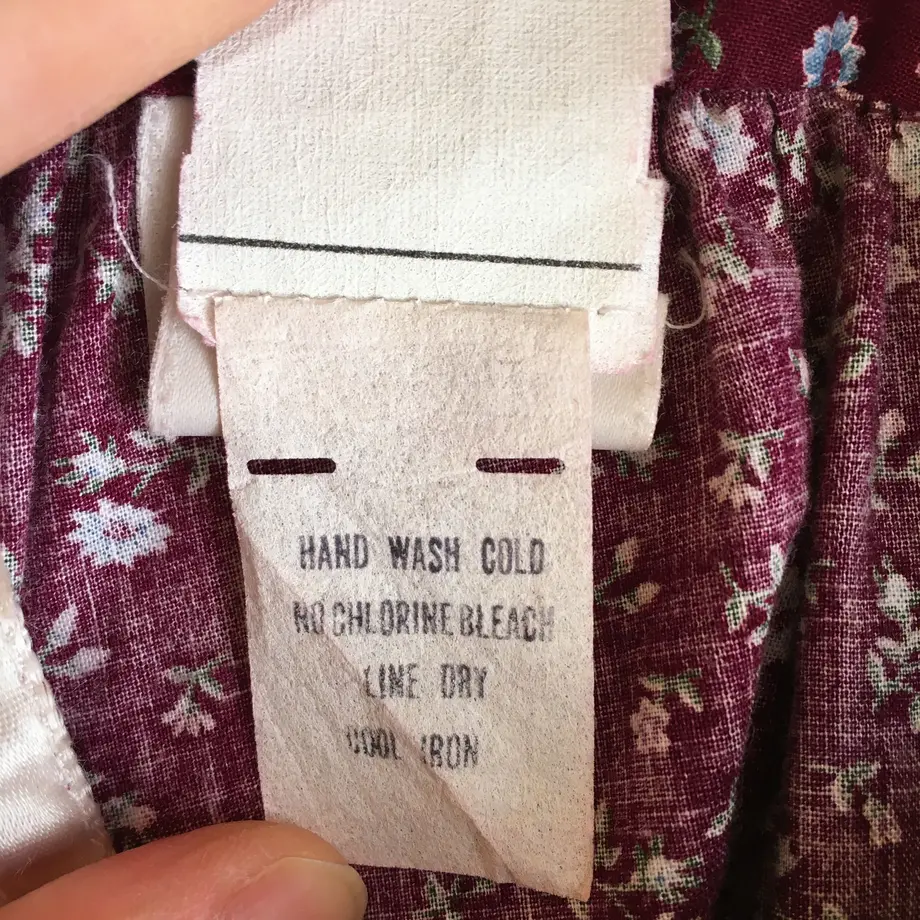 HAND WASH COLD
NO CHLORINE BLEACH
LINE DRY
COOL IRON